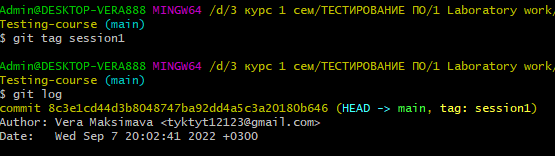 Admin@DESKTOP-VERA888 MINGW64 /d/3 курс 1 сем/ТЕСТИРОВАНИЕ ПО/1 Laboratory work/
Testing-course (main)
$ git tag session1
Admin@DESKTOP-VERA888 MINGW64 /d/3 курс 1 сем/ТЕСТИРОВАНИЕ ПО/1 Laboratory work/
Testing-course (main)
$ git log
commit 8c3e1cd44d3b8048747ba92dd4a5c3a20180b646 (HEAD -> main, tag: session1)
Author: Vera Maksimava <tyktyt12123@gmail.com>
Date:   Wed Sep 7 20:02:41 2022 +0300